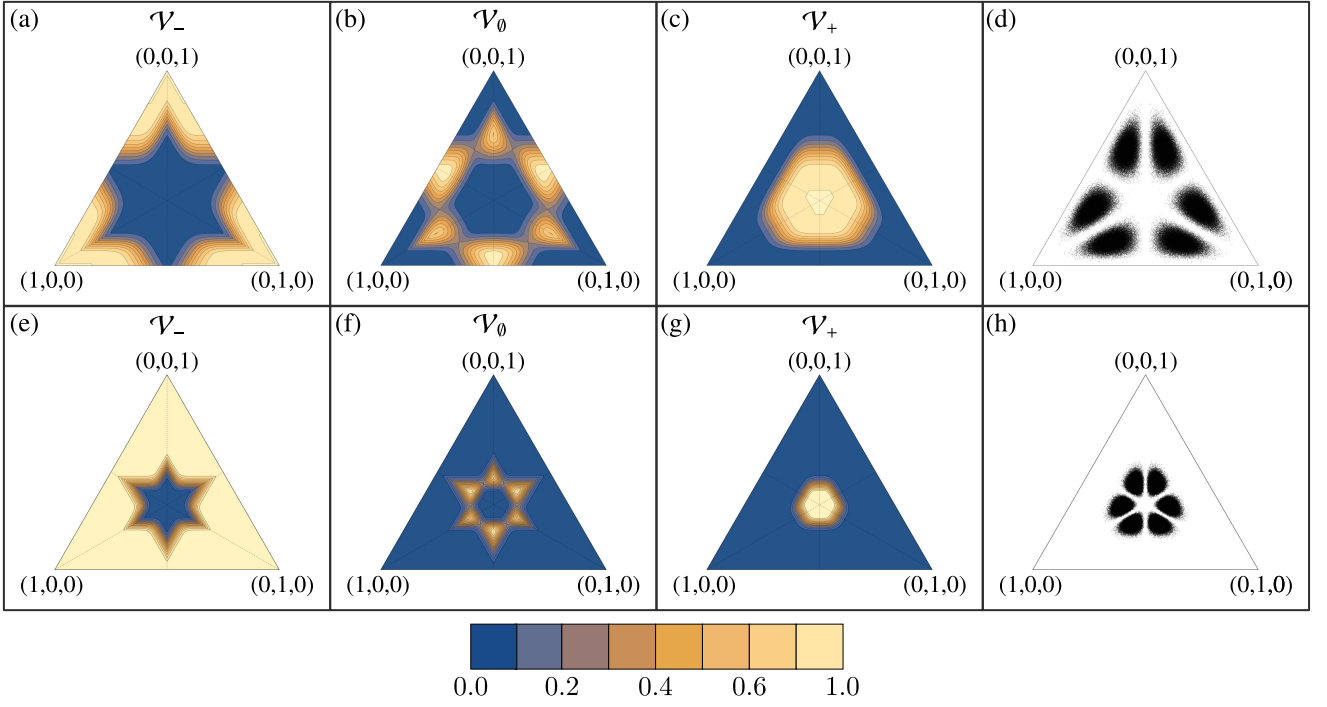 (a) 𝒱₋ (b) 𝒱∅ (c) 𝒱₊ (d)
(0,0,1) (0,0,1) (0,0,1) (0,0,1)
(1,0,0) (0,1,0) (1,0,0) (0,1,0) (1,0,0) (0,1,0) (1,0,0) (0,1,0)
(e) 𝒱₋ (f) 𝒱∅ (g) 𝒱₊ (h)
(0,0,1) (0,0,1) (0,0,1) (0,0,1)
(1,0,0) (0,1,0) (1,0,0) (0,1,0) (1,0,0) (0,1,0) (1,0,0) (0,1,0)
0.0 0.2 0.4 0.6 1.0